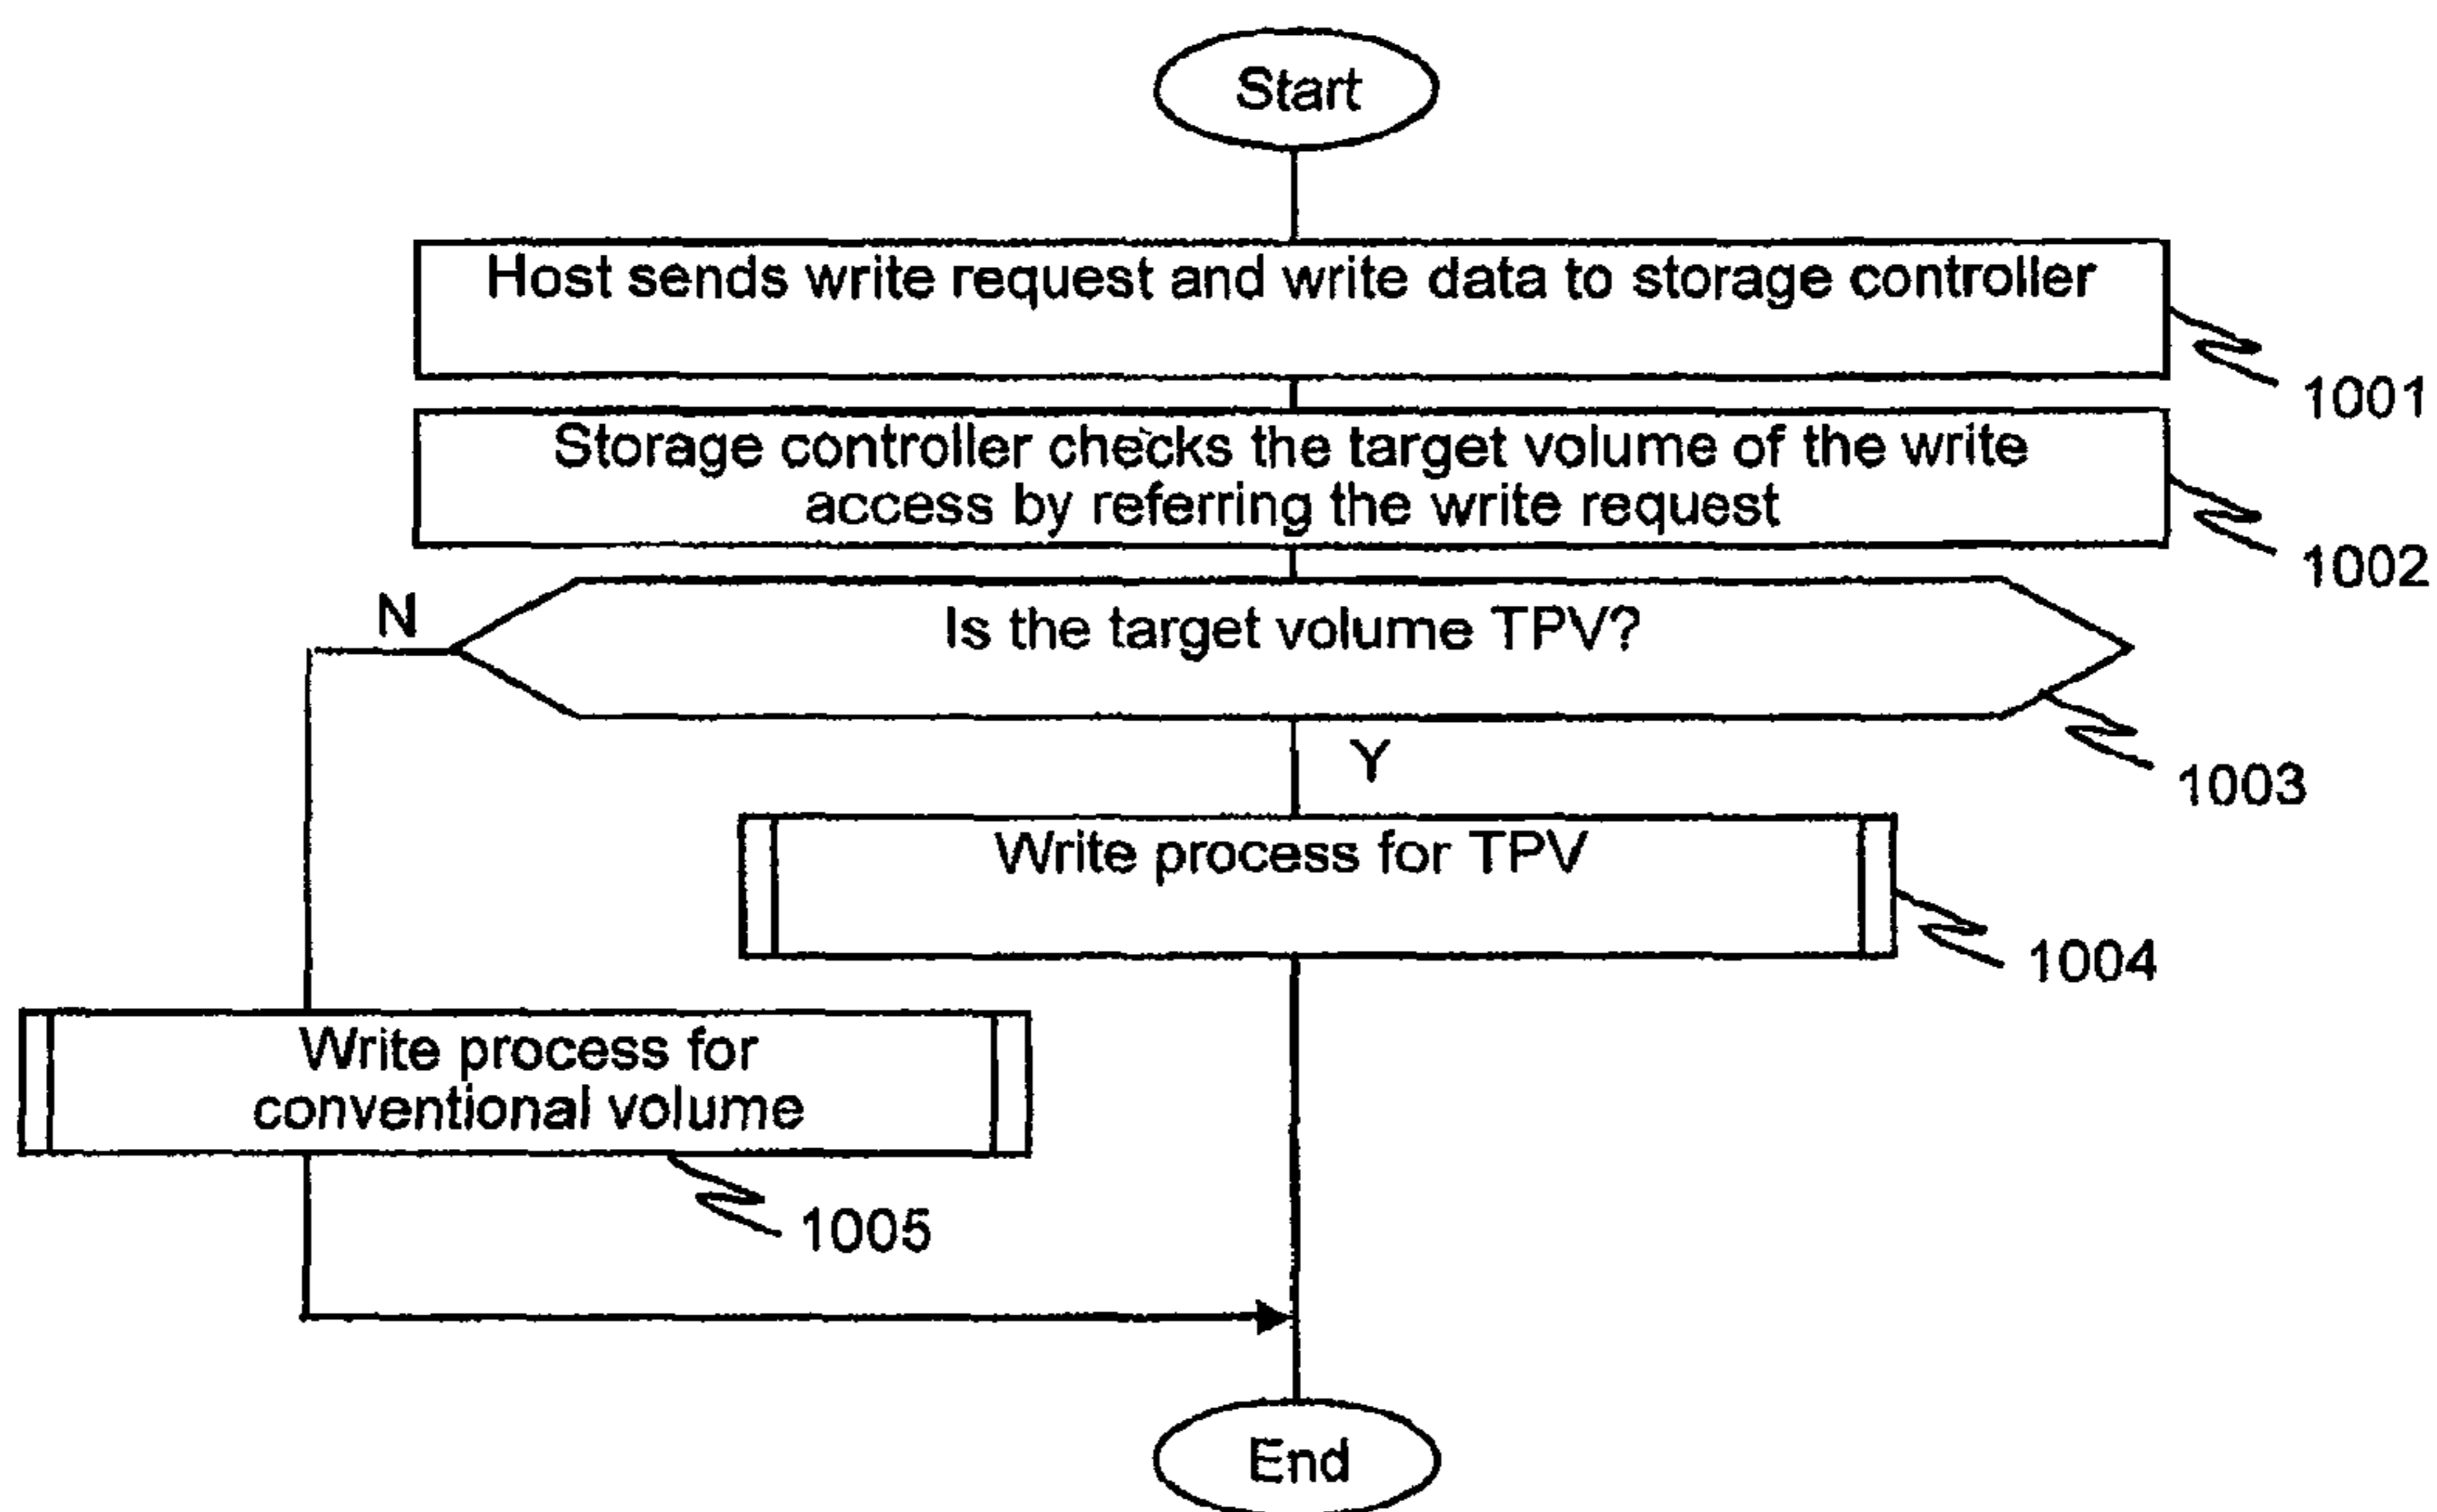 Start
Host sends write request and write data to storage controller
1001
Storage controller checks the target volume of the write
access by referring the write request
1002
N
Is the target volume TPV?
Y
1003
Write process for TPV
1004
Write process for
conventional volume
1005
End